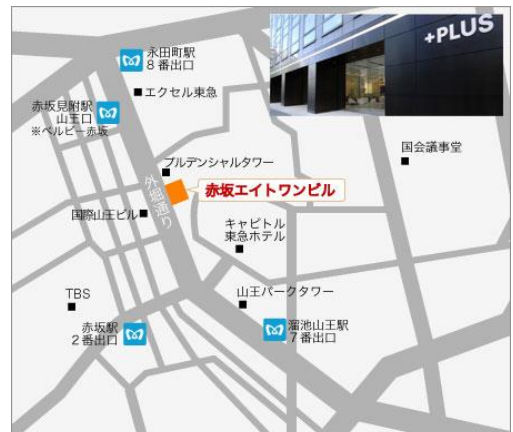 +PLUS
永田町駅
8番出口
エクセル東急
赤坂見附駅
山王口
※ベルビー赤坂
国会議事堂
プルデンシャルタワー
外堀通り
赤坂エイトワンビル
国際山王ビル
キャピトル
東急ホテル
TBS
山王パークタワー
赤坂駅
2番出口
溜池山王駅
7番出口